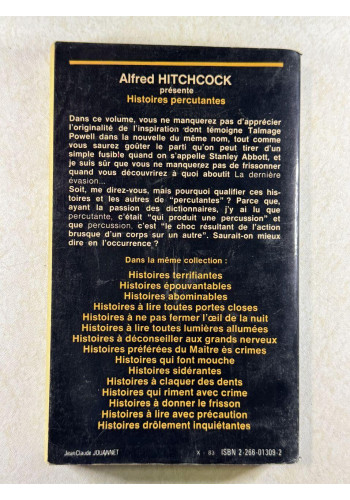 Alfred HITCHCOCK
présente
Histoires percutantes
Dans ce volume, vous ne manquerez pas d'apprécier
l'originalité de l'inspiration dont témoigne Talmage
Powell dans la nouvelle du même nom, tout comme
vous saurez goûter le parti qu'on peut tirer d'un
simple fusible quand on s'appelle Stanley Abbott, et
je suis sûr que vous ne manquerez pas de frissonner
quand vous découvrirez à quoi aboutit La dernière
évasion...
Soit, me direz-vous, mais pourquoi qualifier ces his-
toires et les autres de "percutantes" ? Parce que,
ayant la passion des dictionnaires, j'y ai lu que
percutante, c'était "qui produit une percussion" et
que percussion, c'est "le choc résultant de l'action
brusque d'un corps sur un autre". Saurait-on mieux
dire en l'occurrence ?
Dans la même collection :
Histoires terrifiantes
Histoires épouvantables
Histoires abominables
Histoires à lire toutes portes closes
Histoires à ne pas fermer l'œil de la nuit
Histoires à lire toutes lumières allumées
Histoires à déconseiller aux grands nerveux
Histoires préférées du Maître ès crimes
Histoires qui font mouche
Histoires sidérantes
Histoires à claquer des dents
Histoires qui riment avec crime
Histoires à donner le frisson
Histoires à lire avec précaution
Histoires drôlement inquiétantes
Jean-Claude JOUANNET
X - 83
ISBN 2-266-01309-2